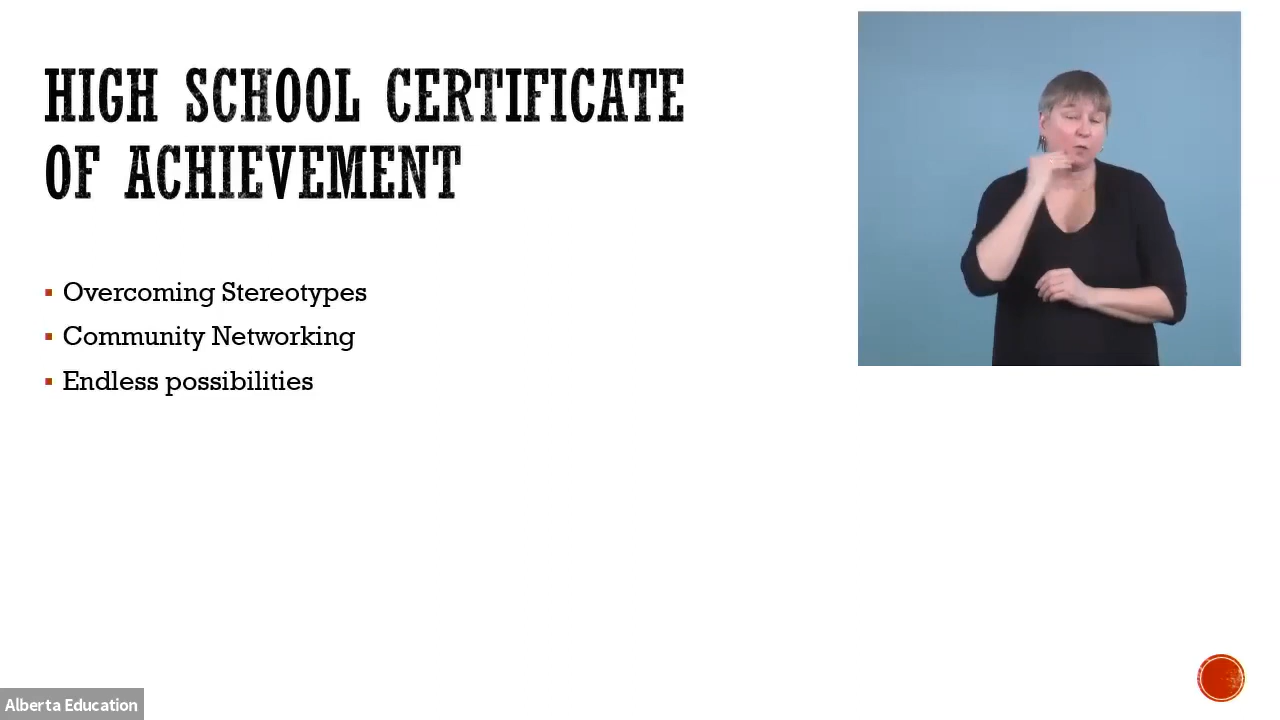 HIGH SCHOOL CERTIFICATE
OF ACHIEVEMENT
Overcoming Stereotypes
Community Networking
Endless possibilities
Alberta Education